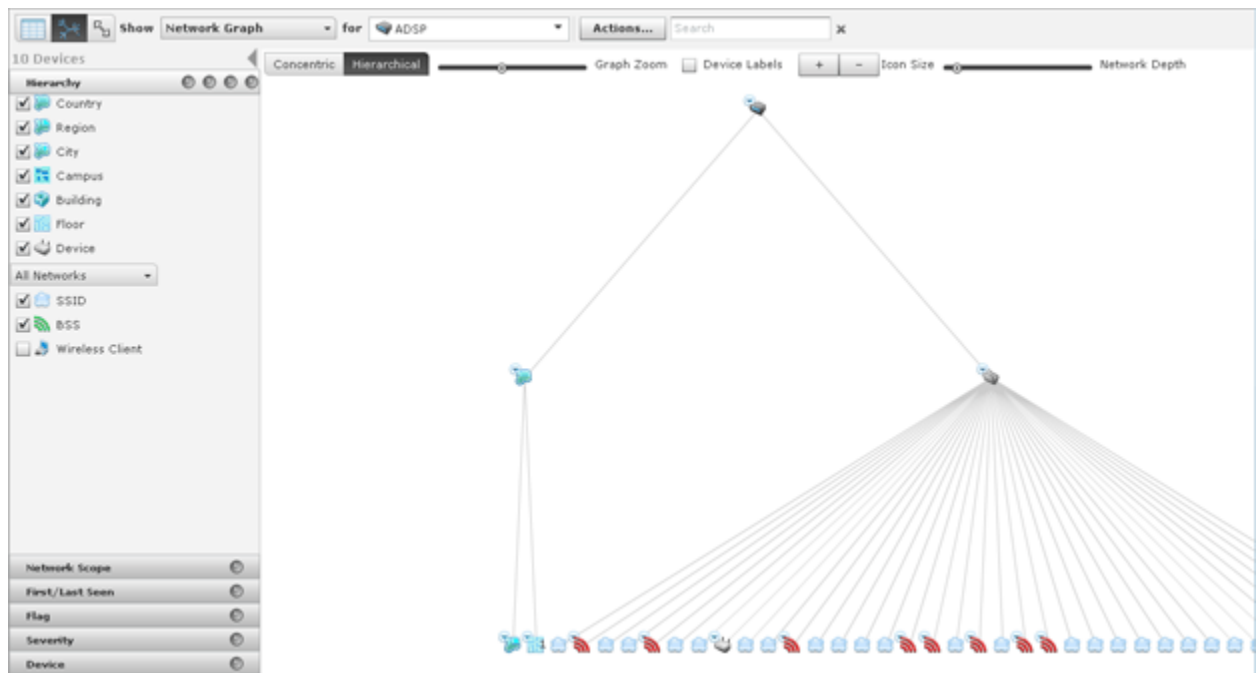 Show Network Graph for ADSP Actions... Search x
10 Devices
Concentric Hierarchical Graph Zoom Device Labels + - Icon Size Network Depth
Hierarchy
Country
Region
City
Campus
Building
Floor
Device
All Networks
SSID
BSS
Wireless Client
Network Scope
First/Last Seen
Flag
Severity
Device